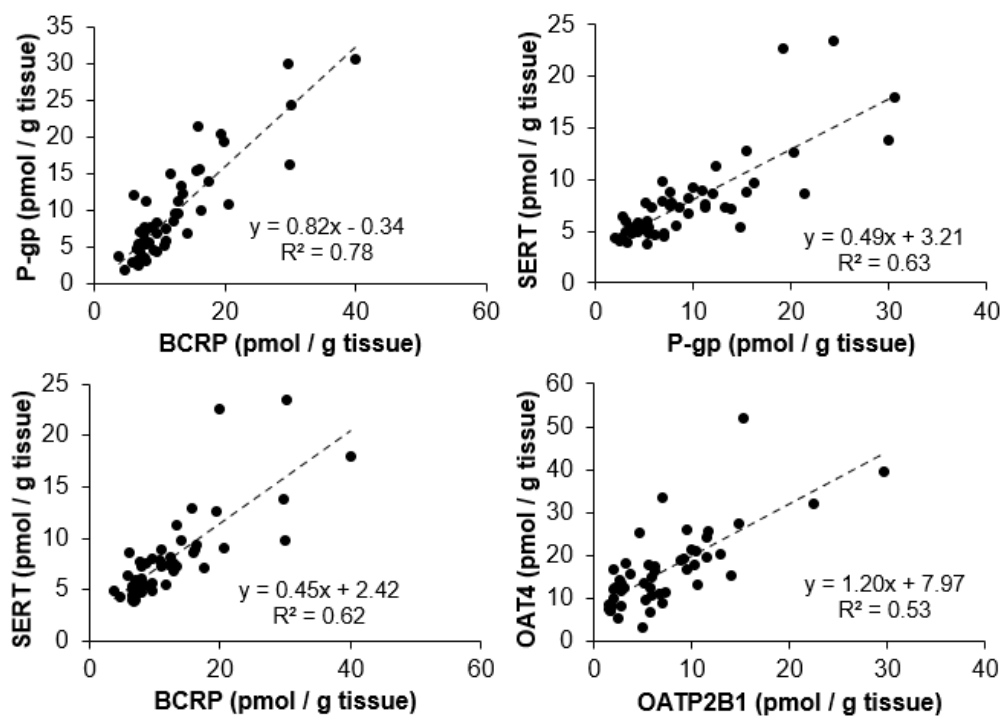 35
30
25
20
15
10
5
0
P-gp (pmol / g tissue)
y = 0.82x - 0.34
R² = 0.78
0 20 40 60
BCRP (pmol / g tissue)
25
20
15
10
5
0
SERT (pmol / g tissue)
y = 0.49x + 3.21
R² = 0.63
0 10 20 30 40
P-gp (pmol / g tissue)
25
20
15
10
5
0
SERT (pmol / g tissue)
y = 0.45x + 2.42
R² = 0.62
0 20 40 60
BCRP (pmol / g tissue)
60
50
40
30
20
10
0
OAT4 (pmol / g tissue)
y = 1.20x + 7.97
R² = 0.53
0 10 20 30 40
OATP2B1 (pmol / g tissue)